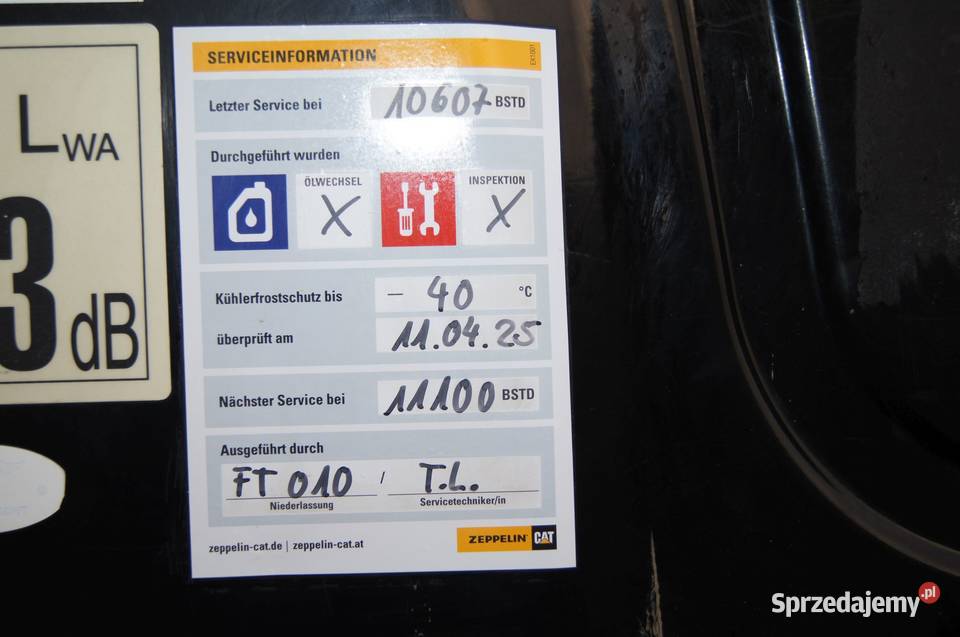 LWA
3 dB
SERVICEINFORMATION
Letzter Service bei 10607 BSTD
Durchgeführt wurden
ÖLWECHSEL X INSPEKTION X
Kühlerfrostschutz bis - 40 °C
überprüft am 11.04.25
Nächster Service bei 11100 BSTD
Ausgeführt durch
FT 010 / T.L.
Niederlassung Servicetechniker/in
zeppelin-cat.de | zeppelin-cat.at ZEPPELIN CAT
Sprzedajemy.pl